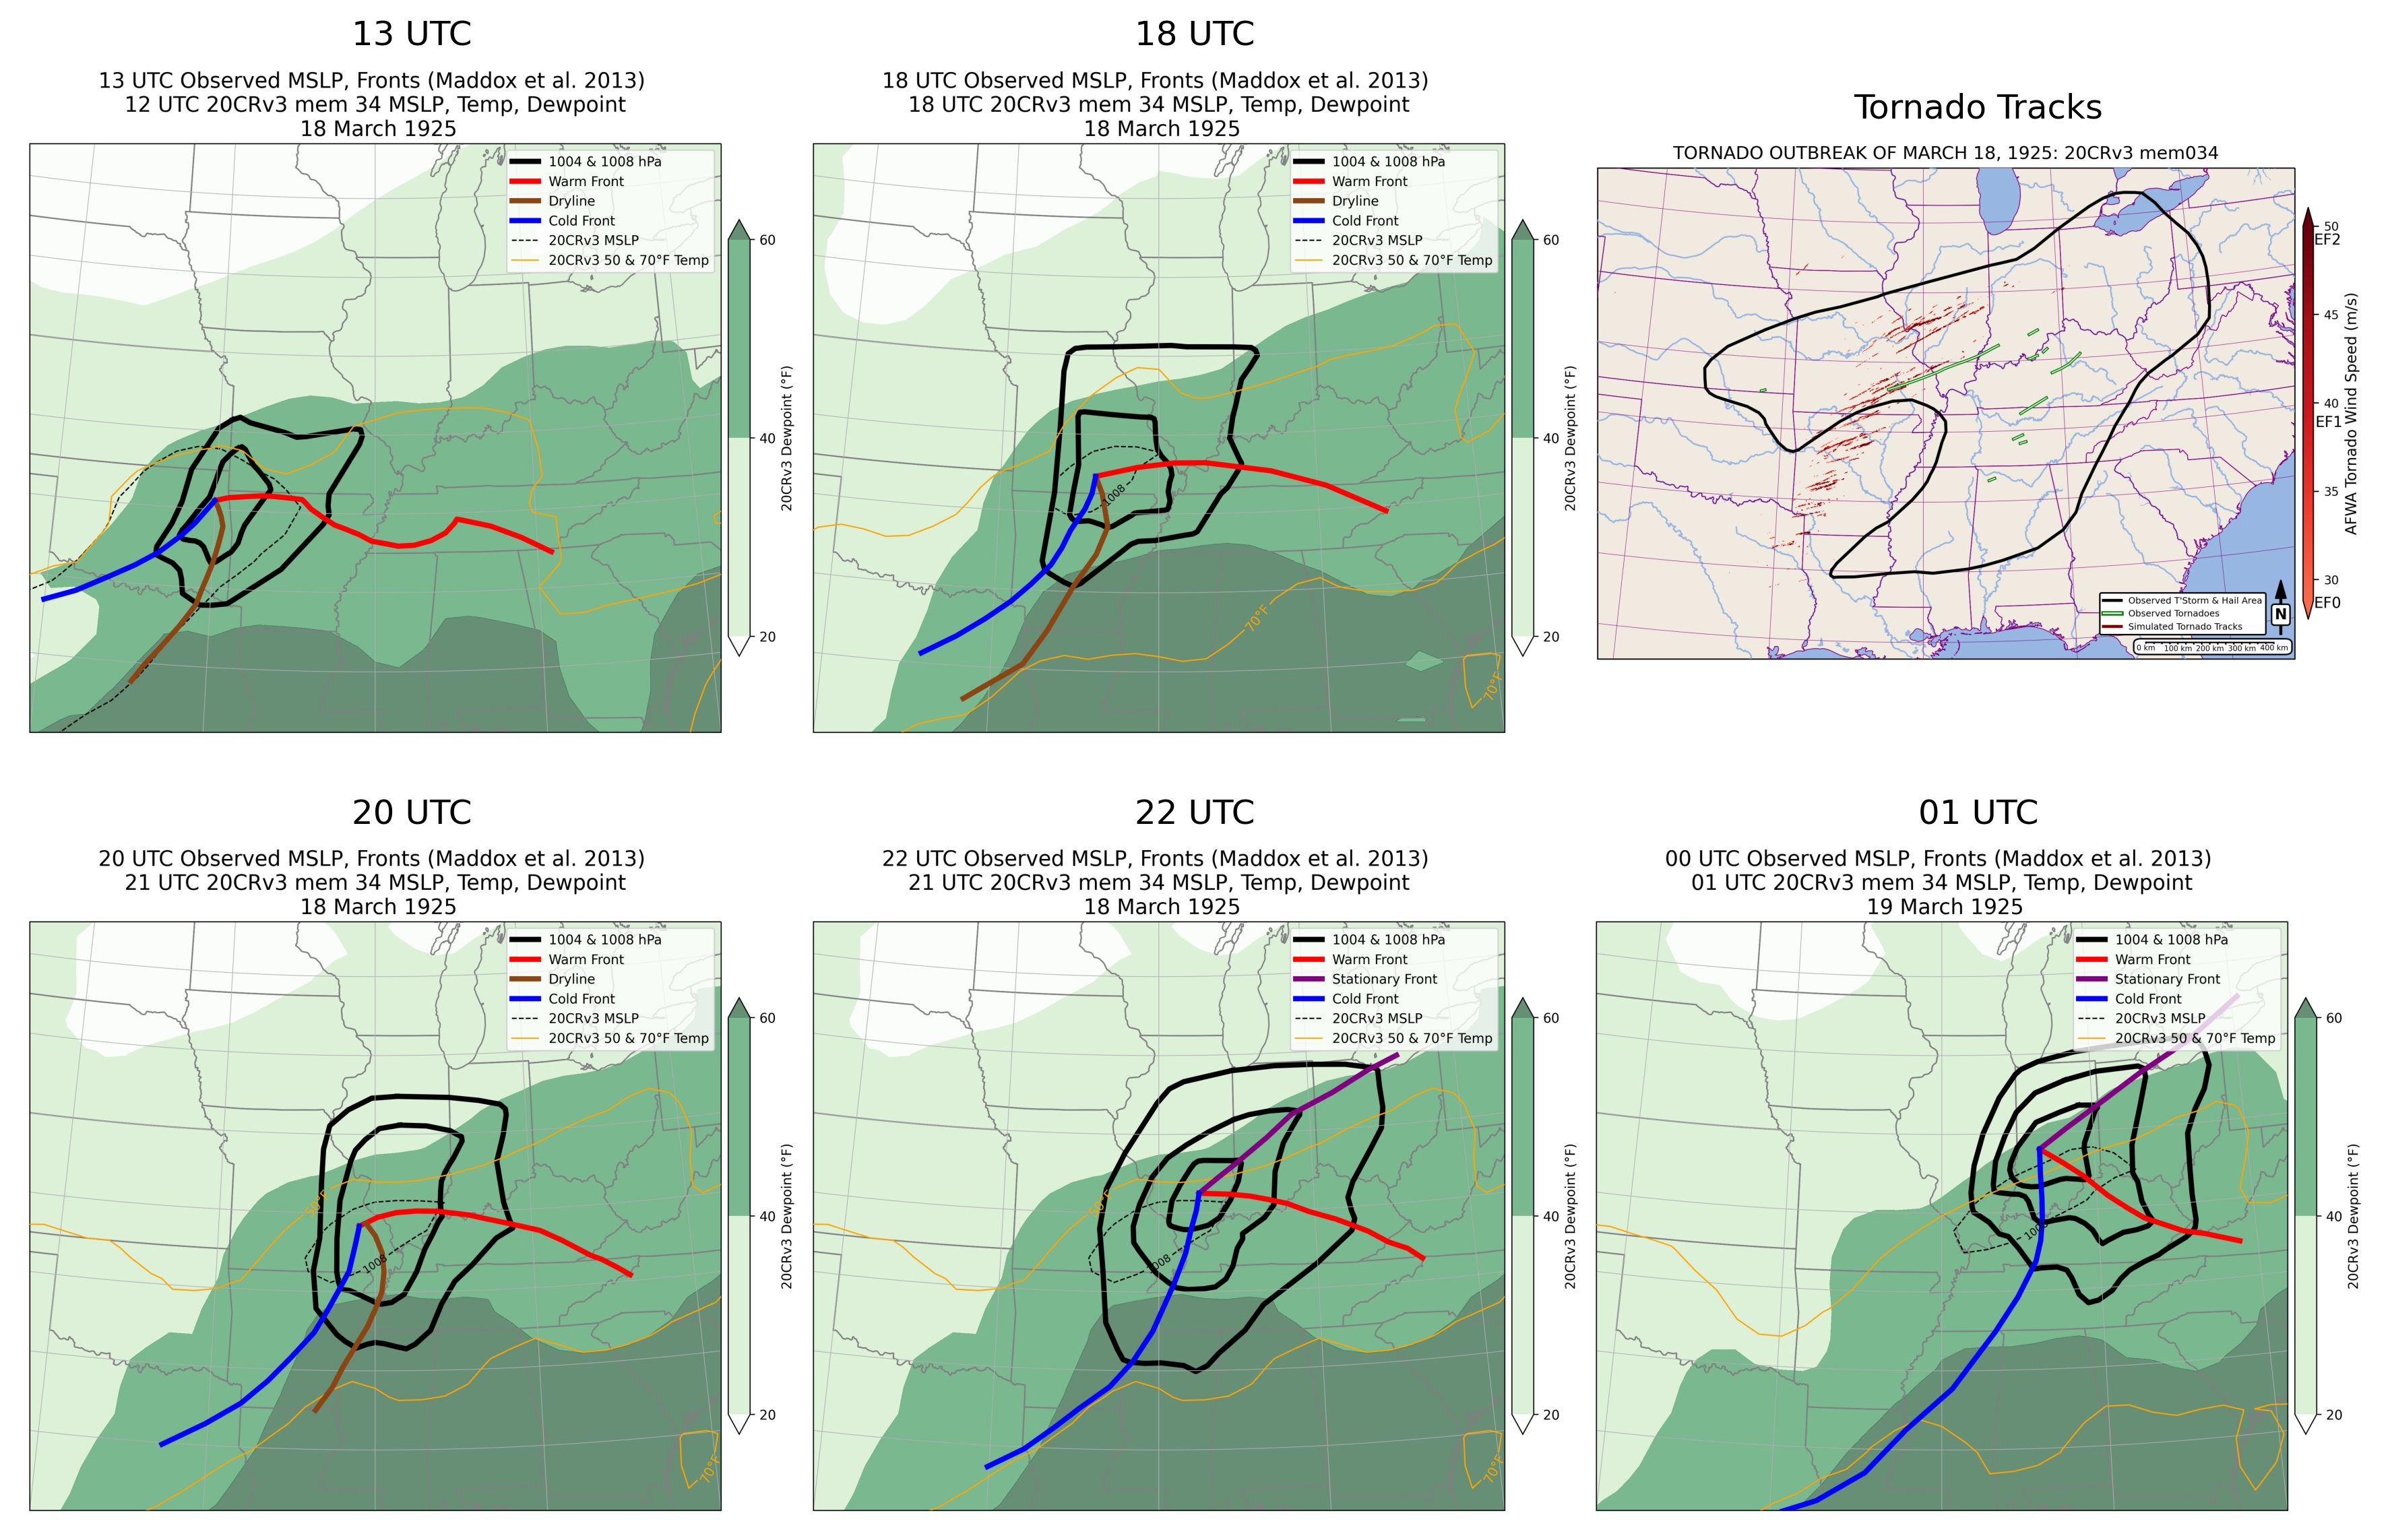 13 UTC
13 UTC Observed MSLP, Fronts (Maddox et al. 2013)
12 UTC 20CRv3 mem 34 MSLP, Temp, Dewpoint
18 March 1925
1004 & 1008 hPa
Warm Front
Dryline
Cold Front
20CRv3 MSLP
20CRv3 50 & 70°F Temp
60
40
20
20CRv3 Dewpoint (°F)
18 UTC
18 UTC Observed MSLP, Fronts (Maddox et al. 2013)
18 UTC 20CRv3 mem 34 MSLP, Temp, Dewpoint
18 March 1925
1004 & 1008 hPa
Warm Front
Dryline
Cold Front
20CRv3 MSLP
20CRv3 50 & 70°F Temp
1008
70°F
70°F
60
40
20
20CRv3 Dewpoint (°F)
Tornado Tracks
TORNADO OUTBREAK OF MARCH 18, 1925: 20CRv3 mem034
Observed T'Storm & Hail Area
Observed Tornadoes
Simulated Tornado Tracks
N
0 km 100 km 200 km 300 km 400 km
50
EF2
45
40
EF1
35
30
EF0
AFWA Tornado Wind Speed (m/s)
20 UTC
20 UTC Observed MSLP, Fronts (Maddox et al. 2013)
21 UTC 20CRv3 mem 34 MSLP, Temp, Dewpoint
18 March 1925
1004 & 1008 hPa
Warm Front
Dryline
Cold Front
20CRv3 MSLP
20CRv3 50 & 70°F Temp
50°F
1008
70°F
60
40
20
20CRv3 Dewpoint (°F)
22 UTC
22 UTC Observed MSLP, Fronts (Maddox et al. 2013)
21 UTC 20CRv3 mem 34 MSLP, Temp, Dewpoint
18 March 1925
1004 & 1008 hPa
Warm Front
Stationary Front
Cold Front
20CRv3 MSLP
20CRv3 50 & 70°F Temp
50°F
1008
70°F
60
40
20
20CRv3 Dewpoint (°F)
01 UTC
00 UTC Observed MSLP, Fronts (Maddox et al. 2013)
01 UTC 20CRv3 mem 34 MSLP, Temp, Dewpoint
19 March 1925
1004 & 1008 hPa
Warm Front
Stationary Front
Cold Front
20CRv3 MSLP
20CRv3 50 & 70°F Temp
60
40
20
20CRv3 Dewpoint (°F)